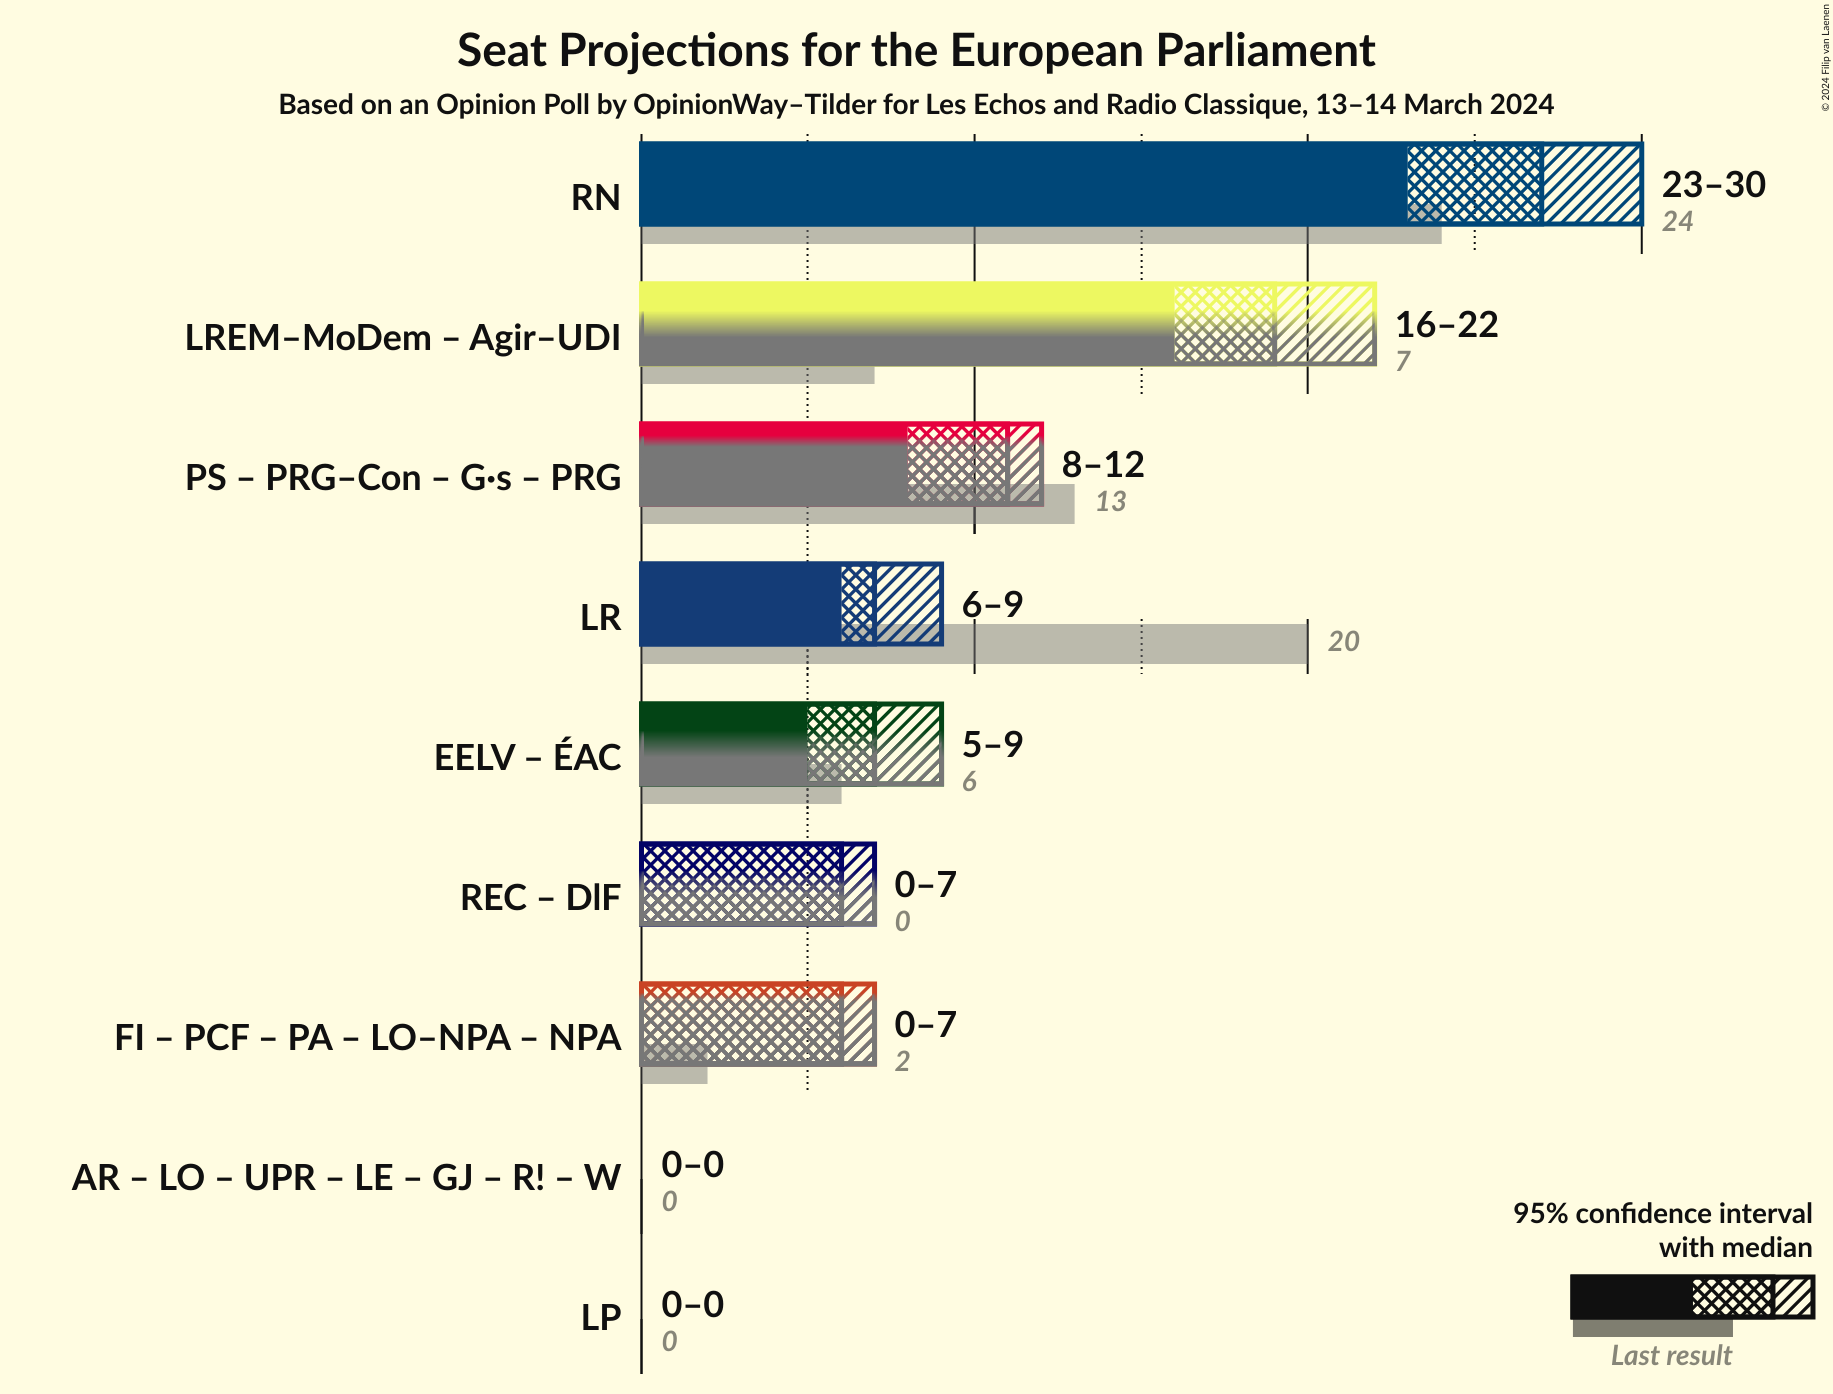 Seat Projections for the European Parliament
Based on an Opinion Poll by OpinionWay–Tilder for Les Echos and Radio Classique, 13–14 March 2024
© 2024 Filip van Laenen
RN
23–30
24
LREM–MoDem – Agir–UDI
16–22
7
PS – PRG–Con – G·s – PRG
8–12
13
LR
6–9
20
EELV – ÉAC
5–9
6
REC – DlF
0–7
0
FI – PCF – PA – LO–NPA – NPA
0–7
2
AR – LO – UPR – LE – GJ – R! – W
0–0
0
LP
0–0
0
95% confidence interval
with median
Last result